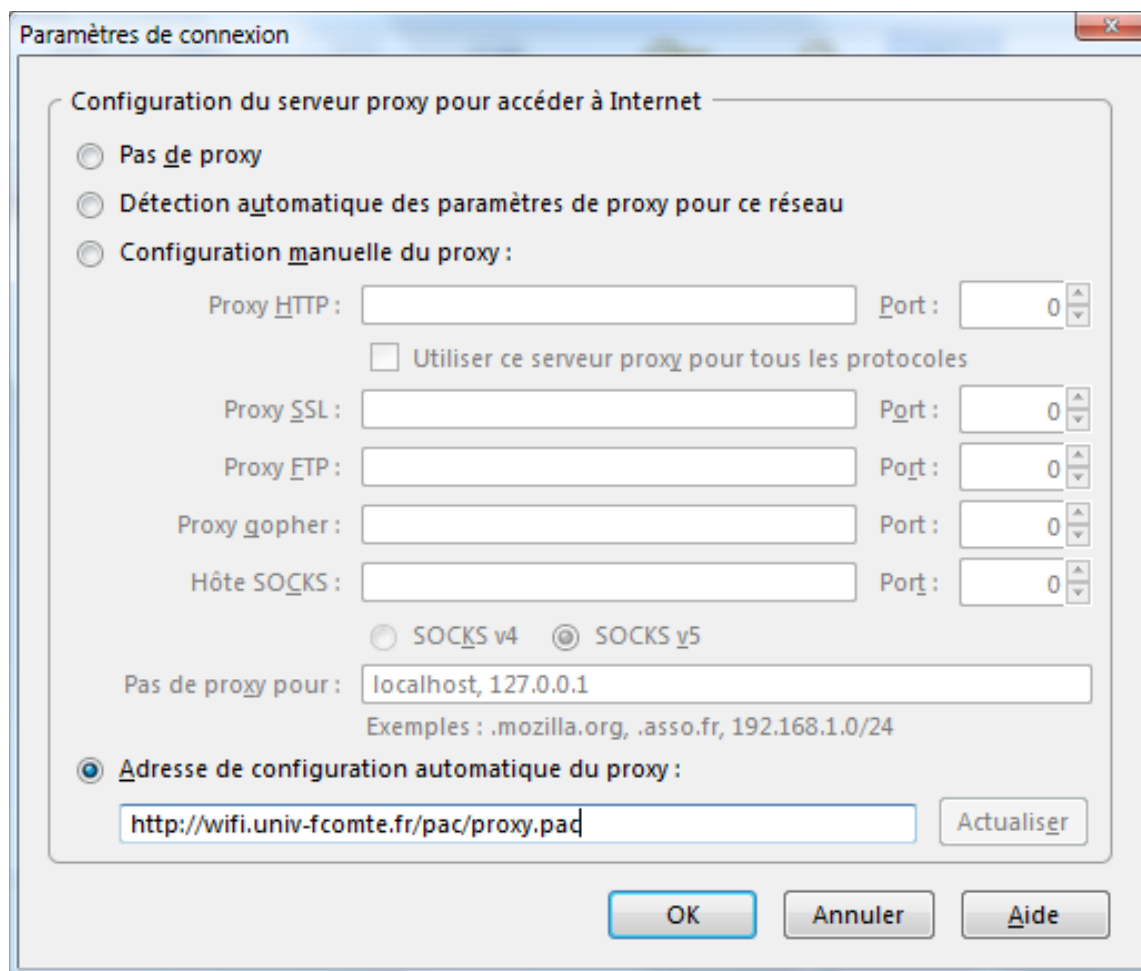 Paramètres de connexion
Configuration du serveur proxy pour accéder à Internet
Pas de proxy
Détection automatique des paramètres de proxy pour ce réseau
Configuration manuelle du proxy :
Proxy HTTP : Port : 0
Utiliser ce serveur proxy pour tous les protocoles
Proxy SSL : Port : 0
Proxy FTP : Port : 0
Proxy gopher : Port : 0
Hôte SOCKS : Port : 0
SOCKS v4 SOCKS v5
Pas de proxy pour : localhost, 127.0.0.1
Exemples : .mozilla.org, .asso.fr, 192.168.1.0/24
Adresse de configuration automatique du proxy :
http://wifi.univ-fcomte.fr/pac/proxy.pac Actualiser
OK Annuler Aide